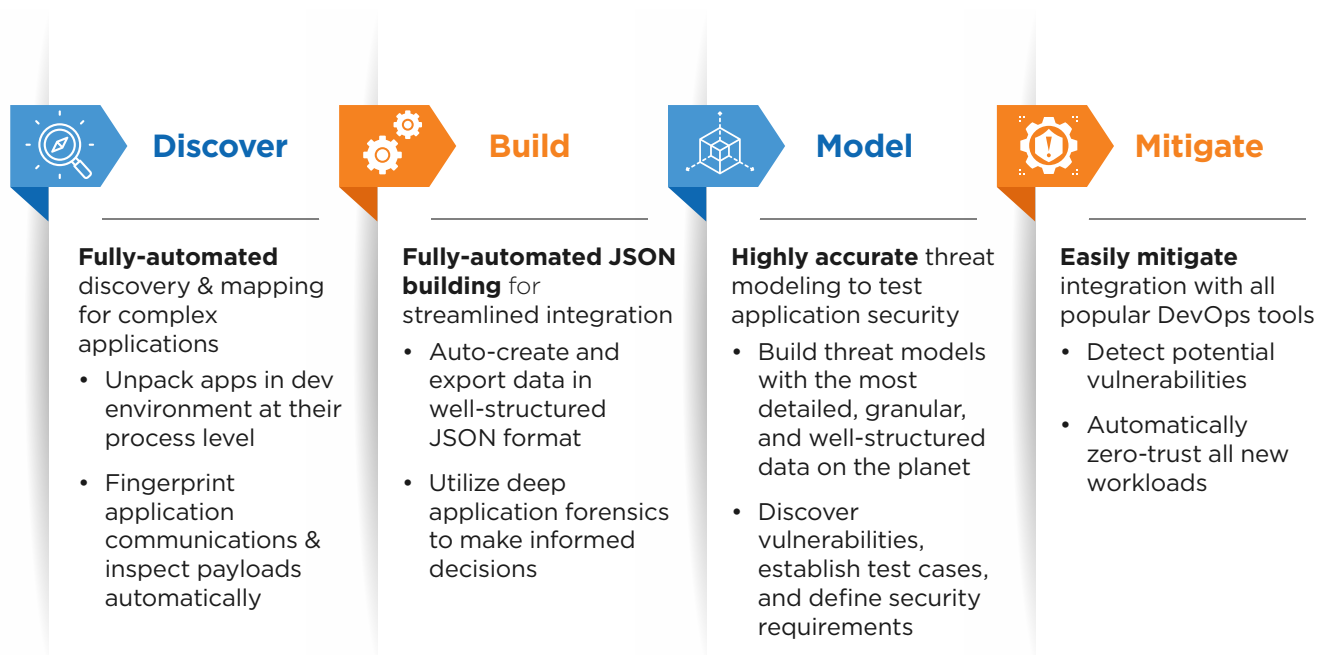 Discover
Fully-automated
discovery & mapping
for complex
applications
• Unpack apps in dev
environment at their
process level
• Fingerprint
application
communications &
inspect payloads
automatically
Build
Fully-automated JSON
building for
streamlined integration
• Auto-create and
export data in
well-structured
JSON format
• Utilize deep
application forensics
to make informed
decisions
Model
Highly accurate threat
modeling to test
application security
• Build threat models
with the most
detailed, granular,
and well-structured
data on the planet
• Discover
vulnerabilities,
establish test cases,
and define security
requirements
Mitigate
Easily mitigate
integration with all
popular DevOps tools
• Detect potential
vulnerabilities
• Automatically
zero-trust all new
workloads